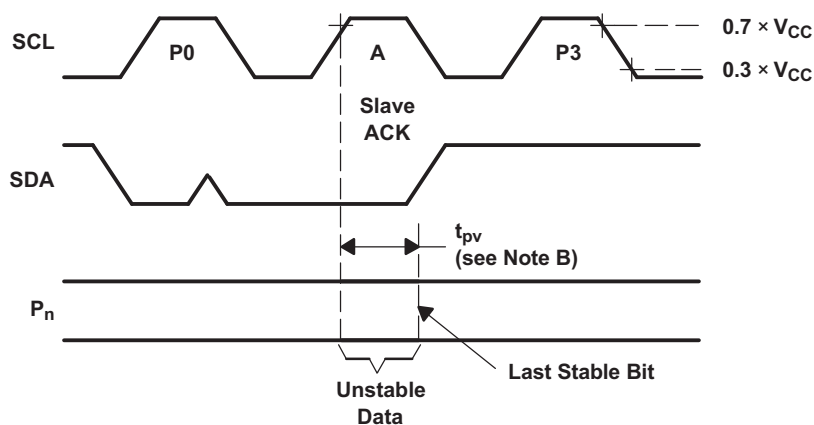 SCL
P0
A
P3
0.7 × VCC
0.3 × VCC
Slave
ACK
SDA
tpv
(see Note B)
Pn
Last Stable Bit
Unstable
Data